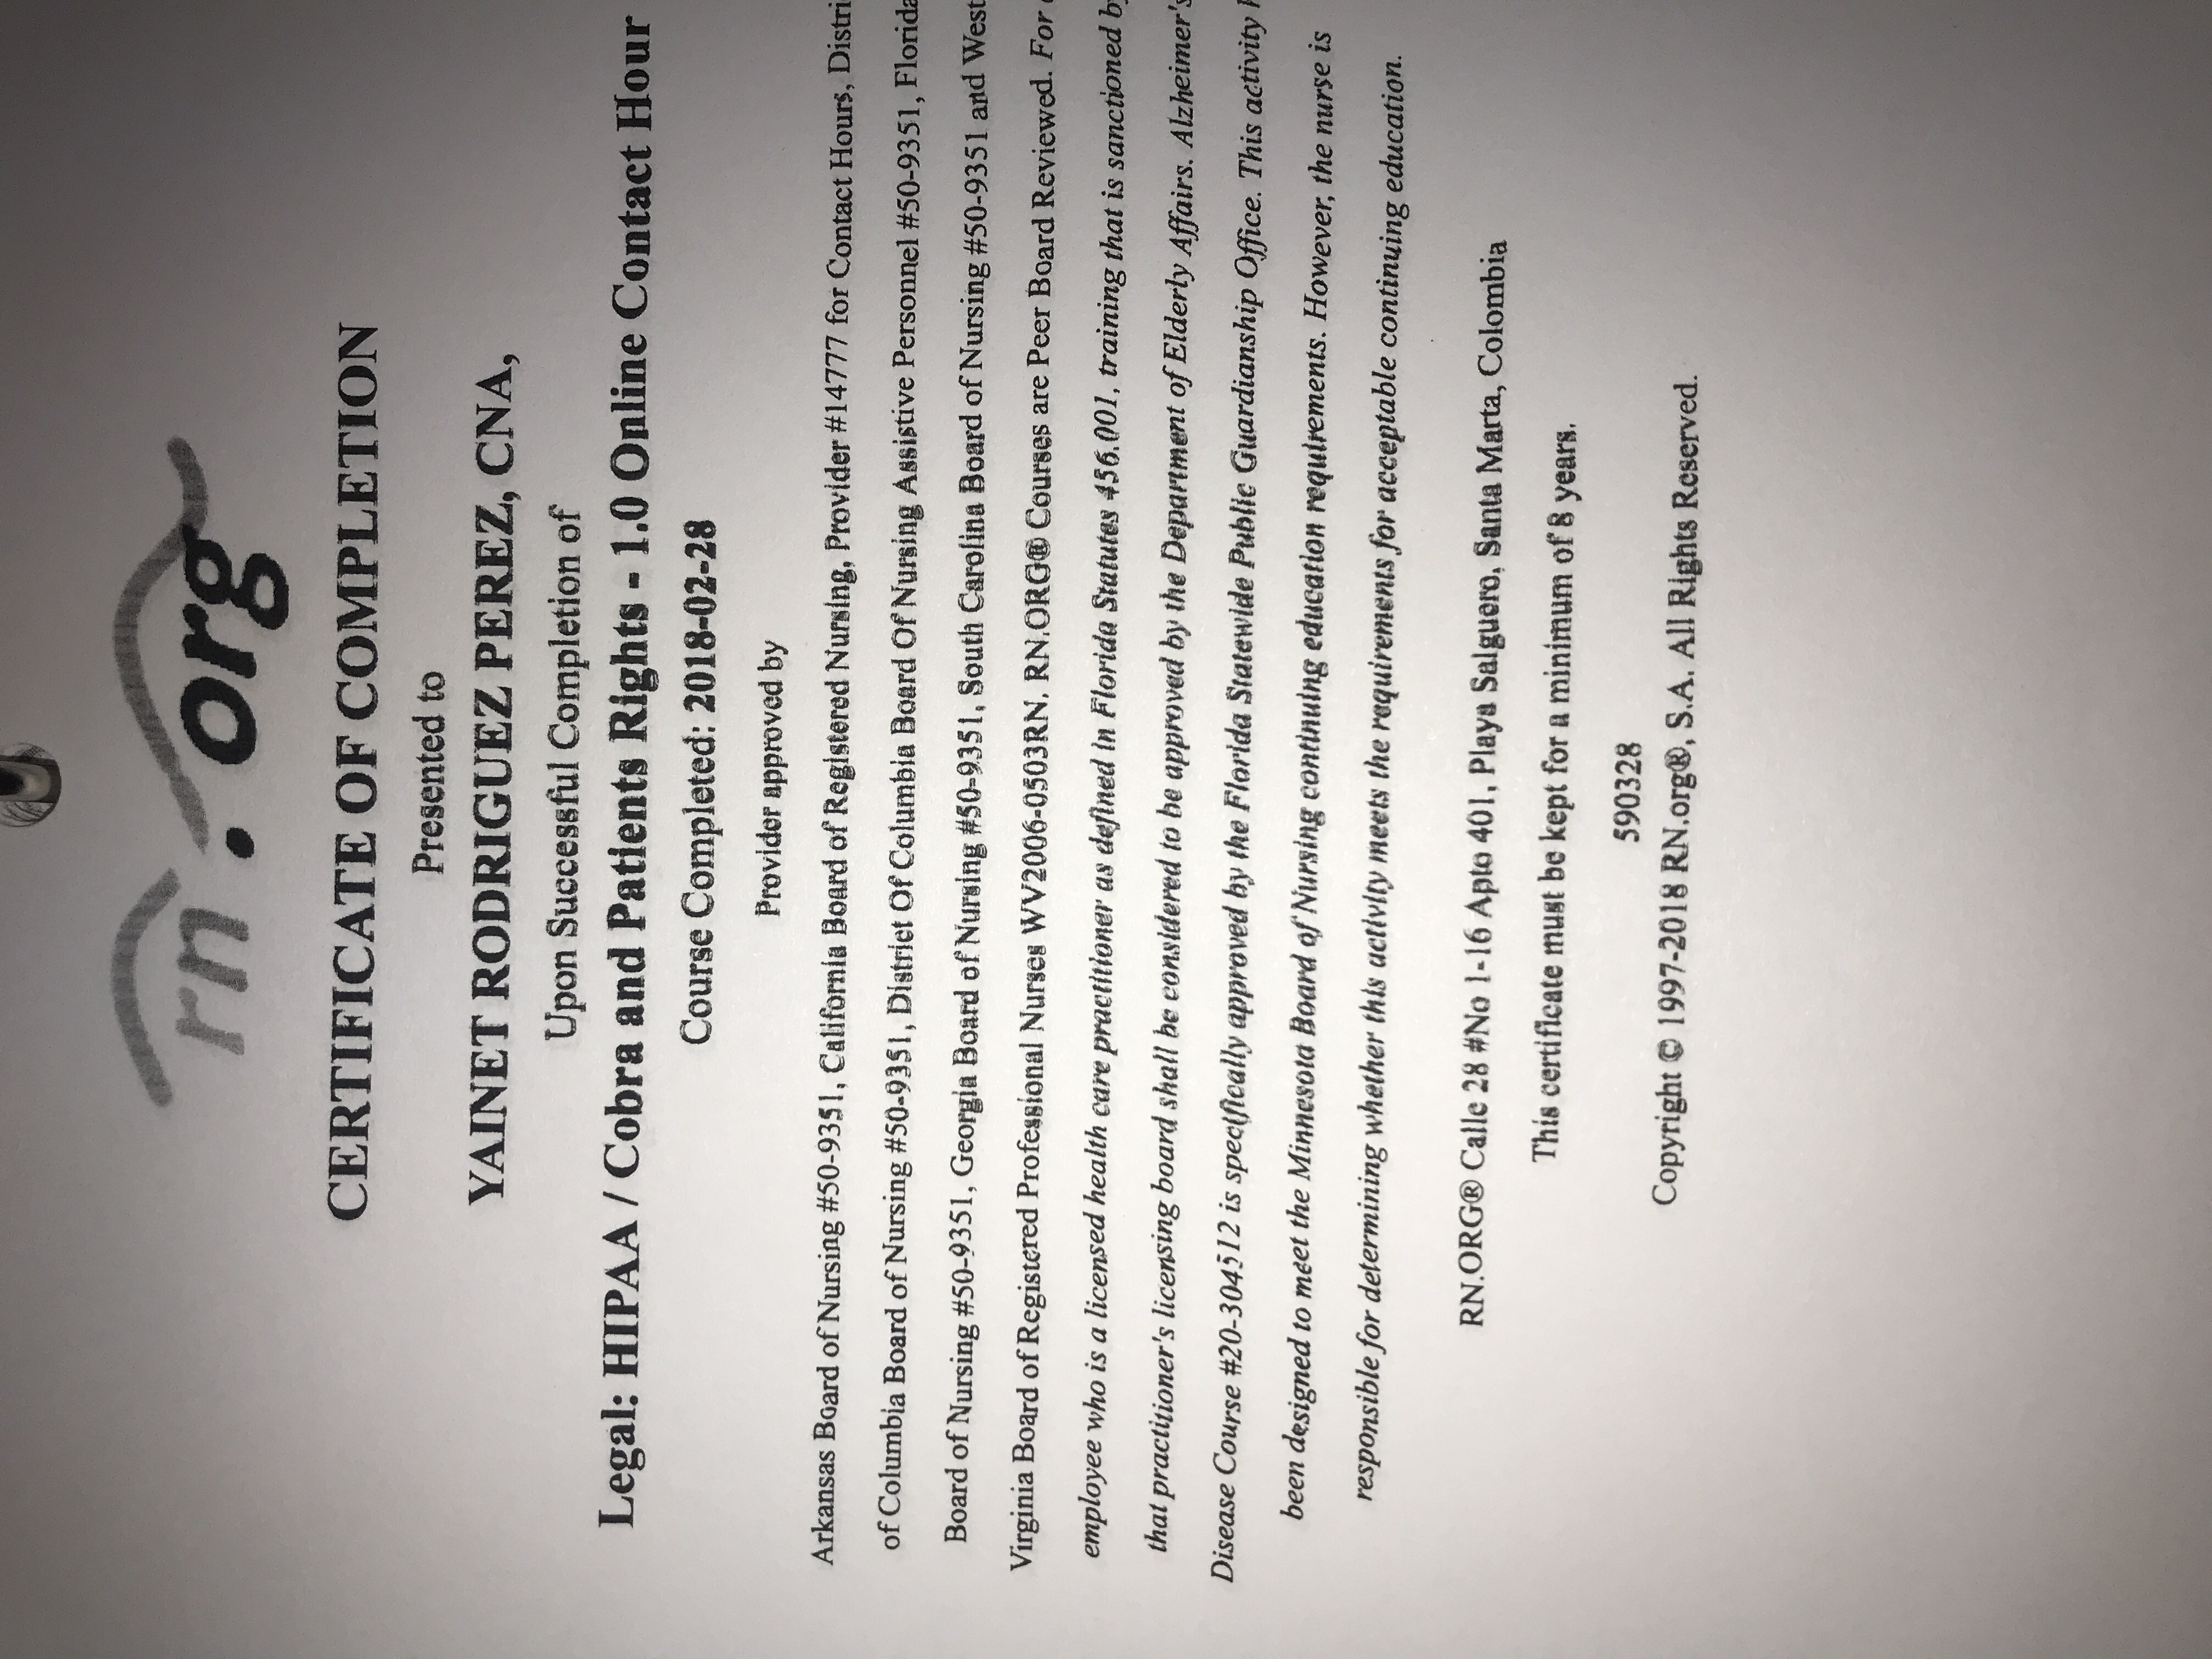 rn.org
CERTIFICATE OF COMPLETION
Presented to
YAINET RODRIGUEZ PEREZ, CNA,
Upon Successful Completion of
Legal: HIPAA / Cobra and Patients Rights - 1.0 Online Contact Hour
Course Completed: 2018-02-28
Provider approved by
Arkansas Board of Nursing #50-9351, California Board of Registered Nursing, Provider #14777 for Contact Hours, Distri
of Columbia Board of Nursing #50-9351, District Of Columbia Board Of Nursing Assistive Personnel #50-9351, Florida
Board of Nursing #50-9351, Georgia Board of Nursing #50-9351, South Carolina Board of Nursing #50-9351 and West
Virginia Board of Registered Professional Nurses WV2006-0503RN. RN.ORG® Courses are Peer Board Reviewed. For
employee who is a licensed health care practitioner as defined in Florida Statutes 456.001, training that is sanctioned by
that practitioner's licensing board shall be considered to be approved by the Department of Elderly Affairs. Alzheimer's
Disease Course #20-304512 is specifically approved by the Florida Statewide Public Guardianship Office. This activity
been designed to meet the Minnesota Board of Nursing continuing education requirements. However, the nurse is
responsible for determining whether this activity meets the requirements for acceptable continuing education.
RN.ORG® Calle 28 #No 1-16 Apto 401, Playa Salguero, Santa Marta, Colombia
This certificate must be kept for a minimum of 8 years.
590328
Copyright © 1997-2018 RN.org®, S.A. All Rights Reserved.